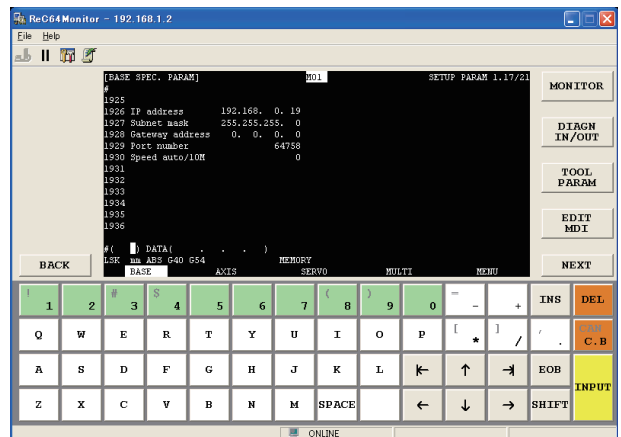 ReC64Monitor - 192.168.1.2
File Help
[BASE SPEC. PARAM] M01 SETUP PARAM 1.17/21
#
1925
1926 IP address 192.168. 0. 19
1927 Subnet mask 255.255.255. 0
1928 Gateway address 0. 0. 0. 0
1929 Port number 64758
1930 Speed auto/10M 0
1931
1932
1933
1934
1935
1936
#( ) DATA( . . . )
LSK mm ABS G40 G54 MEMORY
BASE AXIS SERVO MULTI MENU
MONITOR
DIAGN
IN/OUT
TOOL
PARAM
EDIT
MDI
BACK
NEXT
! 1 2 # 3 $ 4 5 6 7 ( 8 ) 9 0 = - + INS DEL
Q W E R T Y U I O P [ * ] / , . CAN C.B
A S D F G H J K L ⇤ ↑ ⇥ EOB INPUT
Z X C V B N M SPACE ← ↓ → SHIFT
ONLINE